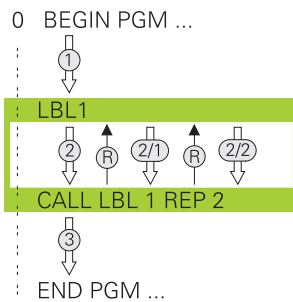 0 BEGIN PGM ...
1
LBL1
2 R 2/1 R 2/2
CALL LBL 1 REP 2
3
END PGM ...